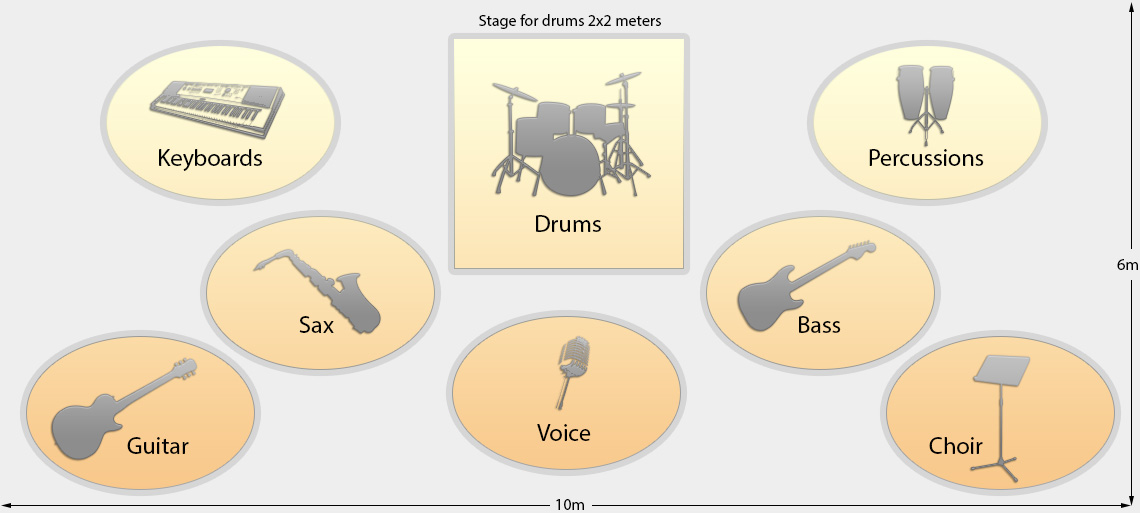 Stage for drums 2x2 meters
Keyboards
Drums
Percussions
Sax
Bass
6m
Guitar
Voice
Choir
10m